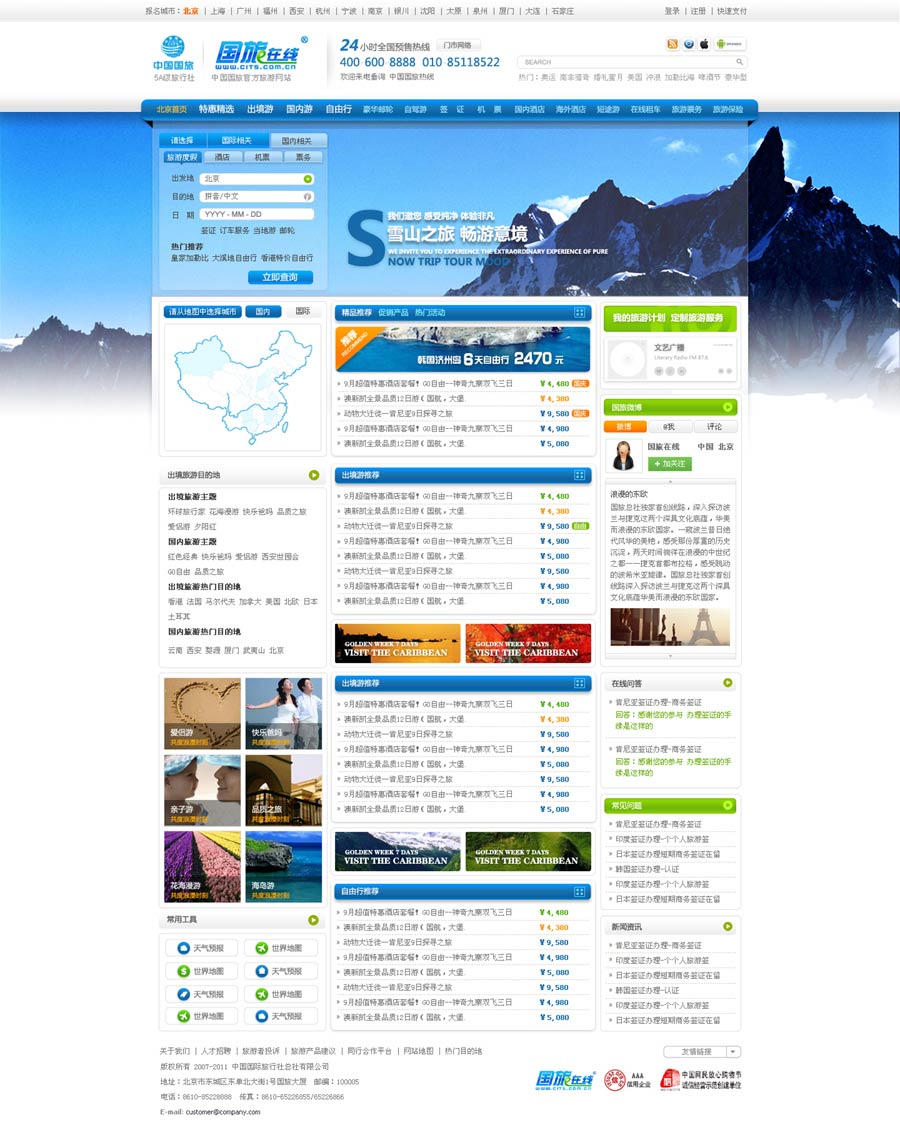 报名城市： 北京 | 上海 | 广州 | 福州 | 西安 | 杭州 | 宁波 | 南京 | 银川 | 沈阳 | 太原 | 泉州 | 厦门 | 大连 | 石家庄
登录 | 注册 | 快速支付
中国国旅
5A级旅行社
国旅在线®
www.cits.com.cn
中国国旅官方旅游网站
24小时全国预售热线 门市网络
400 600 8888 010 85118522
欢迎来电垂询 中国国旅热线
SEARCH
热门：奥运 南非猎奇 婚礼蜜月 美国 冲浪 加勒比海 啤酒节 豪华型
北京首页 特惠精选 出境游 国内游 自由行 豪华邮轮 自驾游 签 证 机 票 国内酒店 海外酒店 短途游 在线租车 旅游票务 旅游保险
请选择 国际相关 国内相关
旅游度假 酒店 机票 票务
出发地 北京
目的地 拼音/中文
日 期 YYYY - MM - DD
签证 订车服务 当地游 邮轮
热门推荐
皇家加勒比 大溪地自由行 香港特价自由行
立即查询
S
我们邀您 感受纯净 体验非凡
雪山之旅 畅游意境
WE INVITE YOU TO EXPERIENCE THE EXTRAORDINARY EXPERIENCE OF PURE
NOW TRIP TOUR MOOD
请从地图中选择城市 国内 国际
出境旅游目的地
出境旅游主题
环球旅行家 花海漫游 快乐爸妈 品质之旅
爱侣游 夕阳红
国内旅游主题
红色经典 快乐爸妈 爱侣游 西安世园会
GO自由 品质之旅
出境旅游热门目的地
香港 法国 马尔代夫 加拿大 美国 北欧 日本
土耳其
国内旅游热门目的地
云南 西安 婺源 厦门 武夷山 北京
爱侣游
共度浪漫时刻
快乐爸妈
共度浪漫时刻
亲子游
共度浪漫时刻
品质之旅
共度浪漫时刻
花海漫游
共度浪漫时刻
海岛游
共度浪漫时刻
常用工具
天气预报 世界地图
世界地图 天气预报
天气预报 世界地图
世界地图 天气预报
精品推荐 促销产品 热门活动
推荐
RECOMMEND
韩国济州岛 6天自由行 2470 元
9月超值特惠酒店套餐！GO自由--神奇九寨双飞三日 ¥ 4, 480 国庆
澳新凯全景品质12日游（国航，大堡. ¥ 4, 380
动物大迁徙--肯尼亚9日探寻之旅 ¥ 9, 580 国庆
9月超值特惠酒店套餐！GO自由--神奇九寨双飞三日 ¥ 4, 980
澳新凯全景品质12日游（国航，大堡. ¥ 5, 080
出境游推荐
9月超值特惠酒店套餐！GO自由--神奇九寨双飞三日 ¥ 4, 480
澳新凯全景品质12日游（国航，大堡. ¥ 4, 380
动物大迁徙--肯尼亚9日探寻之旅 ¥ 9, 580 自由
9月超值特惠酒店套餐！GO自由--神奇九寨双飞三日 ¥ 4, 980
澳新凯全景品质12日游（国航，大堡. ¥ 5, 080
动物大迁徙--肯尼亚9日探寻之旅 ¥ 9, 580
9月超值特惠酒店套餐！GO自由--神奇九寨双飞三日 ¥ 4, 980
澳新凯全景品质12日游（国航，大堡. ¥ 5, 080
GOLDEN WEEK 7 DAYS
VISIT THE CARIBBEAN
GOLDEN WEEK 7 DAYS
VISIT THE CARIBBEAN
出境游推荐
9月超值特惠酒店套餐！GO自由--神奇九寨双飞三日 ¥ 4, 480
澳新凯全景品质12日游（国航，大堡. ¥ 4, 380
动物大迁徙--肯尼亚9日探寻之旅 ¥ 9, 580
9月超值特惠酒店套餐！GO自由--神奇九寨双飞三日 ¥ 4, 980
澳新凯全景品质12日游（国航，大堡. ¥ 5, 080
动物大迁徙--肯尼亚9日探寻之旅 ¥ 9, 580
9月超值特惠酒店套餐！GO自由--神奇九寨双飞三日 ¥ 4, 980
澳新凯全景品质12日游（国航，大堡. ¥ 5, 080
GOLDEN WEEK 7 DAYS
VISIT THE CARIBBEAN
GOLDEN WEEK 7 DAYS
VISIT THE CARIBBEAN
自由行推荐
9月超值特惠酒店套餐！GO自由--神奇九寨双飞三日 ¥ 4, 480
澳新凯全景品质12日游（国航，大堡. ¥ 4, 380
动物大迁徙--肯尼亚9日探寻之旅 ¥ 9, 580
9月超值特惠酒店套餐！GO自由--神奇九寨双飞三日 ¥ 4, 980
澳新凯全景品质12日游（国航，大堡. ¥ 5, 080
动物大迁徙--肯尼亚9日探寻之旅 ¥ 9, 580
9月超值特惠酒店套餐！GO自由--神奇九寨双飞三日 ¥ 4, 980
澳新凯全景品质12日游（国航，大堡. ¥ 5, 080
我的旅游计划 定制旅游服务
文艺广播
Literary Radio FM 87.6
国旅微博
微博 @我 评论
国旅在线 中国 北京
+ 加关注
浪漫的东欧
国旅总社独家首创线路，深入探访波
兰与捷克这两个深具文化底蕴，华美
而浪漫的东欧国家。一窥波兰昔日绝
代风华的美艳，感受那份厚重的历史
沉淀，两天时间徜徉在浪漫的中世纪
之都——捷克首都布拉格，感受跳动
的波希米亚旋律。国旅总社独家首创
线路深入探访波兰与捷克这两个深具
文化底蕴华美而浪漫的东欧国家。
在线问答
肯尼亚签证办理-商务签证
回答：感谢您的参与 办理签证的手
续是这样的
肯尼亚签证办理-商务签证
回答：感谢您的参与 办理签证的手
续是这样的
常见问题
肯尼亚签证办理-商务签证
印度签证办理-个个人旅游签
日本签证办理短期商务签证在留
韩国签证办理-认证
印度签证办理-个个人旅游签
日本签证办理短期商务签证在留
新闻资讯
肯尼亚签证办理-商务签证
印度签证办理-个个人旅游签
日本签证办理短期商务签证在留
韩国签证办理-认证
印度签证办理-个个人旅游签
日本签证办理短期商务签证在留
关于我们 | 人才招聘 | 旅游者投诉 | 旅游产品建议 | 同行合作平台 | 网站地图 | 热门目的地
友情链接
版权所有 2007-2011 中国国际旅行社总社有限公司
地址：北京市东城区东单北大街1号国旅大厦 邮编：100005
电话：8610-85228888 传真：8610-65226855/65226866
E-mail: customer@company.com
国旅在线
www.cits.com.cn
AAA
信用企业
中国网民放心购物节
诚信经营示范创建单位